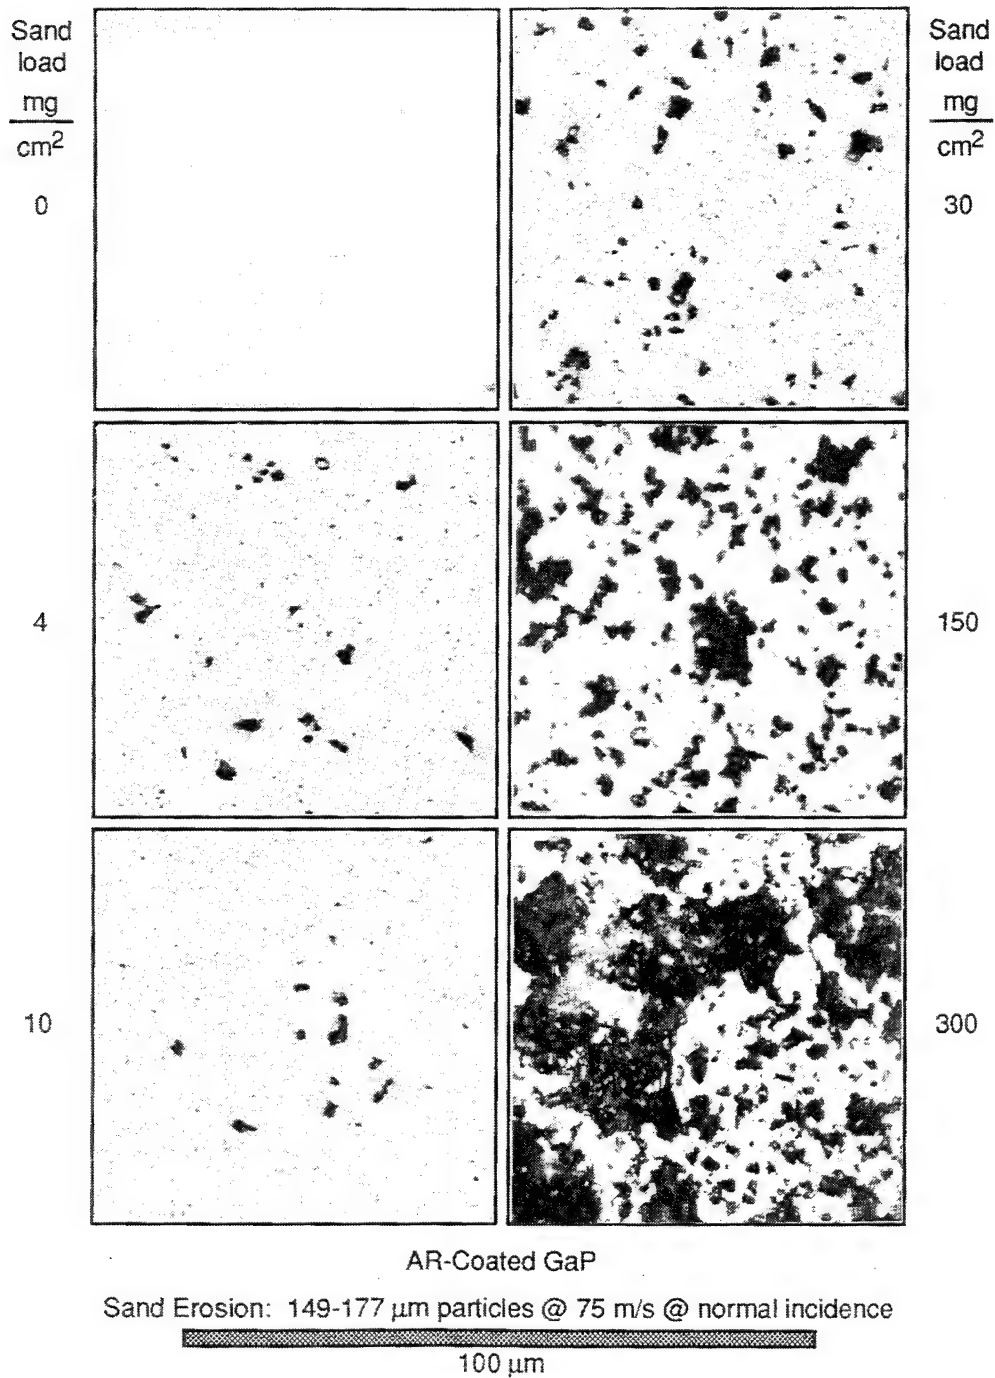 Sand
load
mg
cm²
0
4
10
Sand
load
mg
cm²
30
150
300
AR-Coated GaP
Sand Erosion: 149-177 µm particles @ 75 m/s @ normal incidence
100 µm